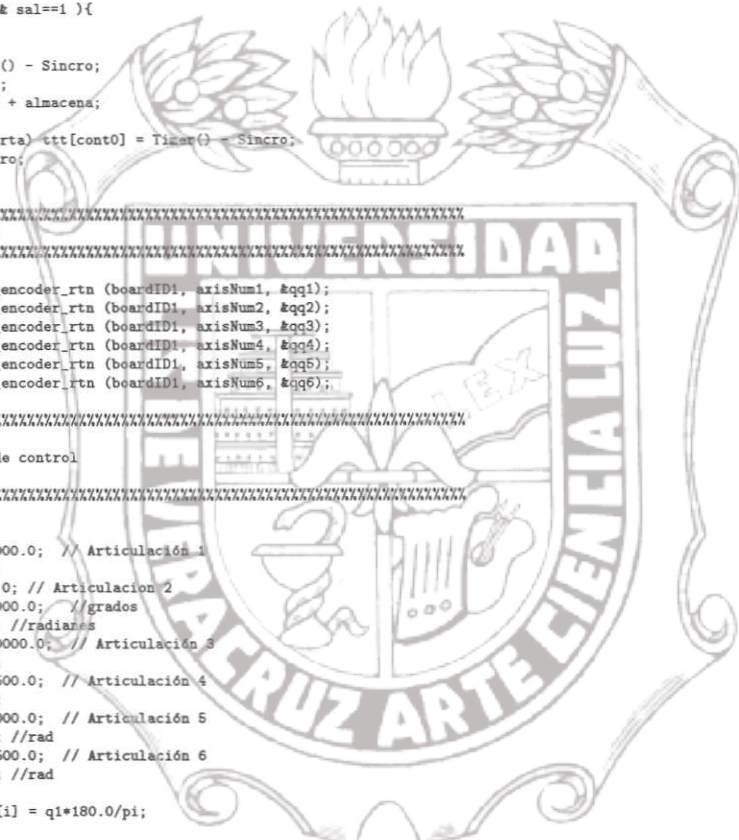 & sal==1 ){
() - Sincro;
;
+ almacena;
rta) ttt[cont0] = Timer() - Sincro;
ro;
%%%%%%%%%%%%%%%%%%%%%%%%%%%%%%%%%%%%%%%%%%%%%%%%%%%%%%%%%%%%
%%%%%%%%%%%%%%%%%%%%%%%%%%%%%%%%%%%%%%%%%%%%%%%%%%%%%%%%%%%%
encoder_rtn (boardID1, axisNum1, &qq1);
encoder_rtn (boardID1, axisNum2, &qq2);
encoder_rtn (boardID1, axisNum3, &qq3);
encoder_rtn (boardID1, axisNum4, &qq4);
encoder_rtn (boardID1, axisNum5, &qq5);
encoder_rtn (boardID1, axisNum6, &qq6);
%%%%%%%%%%%%%%%%%%%%%%%%%%%%%%%%%%%%%%%%%%%%%%%%%%%%%%%%%%%%
de control
%%%%%%%%%%%%%%%%%%%%%%%%%%%%%%%%%%%%%%%%%%%%%%%%%%%%%%%%%%%%
000.0; // Articulación 1
0; // Articulacion 2
000.0; //grados
//radianes
0000.0; // Articulación 3
500.0; // Articulación 4
000.0; // Articulación 5
//rad
500.0; // Articulación 6
//rad
[i] = q1*180.0/pi;
UNIVERSIDAD VERACRUZANA
LEX
ARTE CIENCIA LUZ